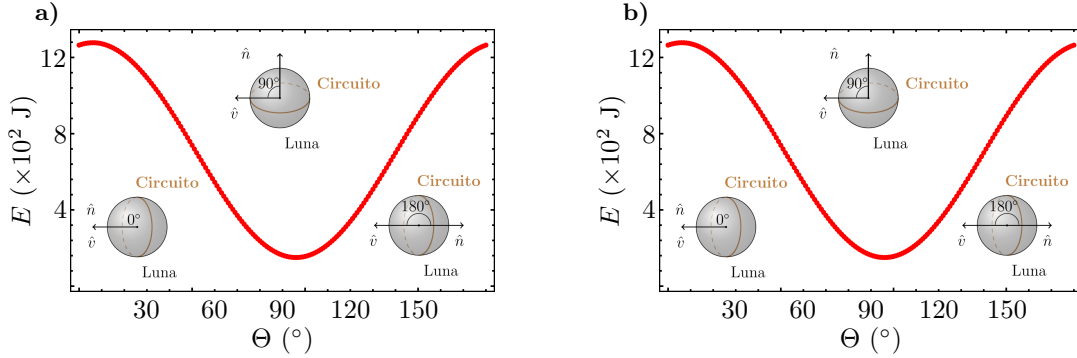 a)
E (×10² J)
12
8
4
30
60
90
120
150
Θ (°)
n̂
90°
v̂
Circuito
Luna
Circuito
n̂
0°
v̂
Luna
Circuito
180°
v̂
n̂
Luna
b)
E (×10² J)
12
8
4
30
60
90
120
150
Θ (°)
n̂
90°
v̂
Circuito
Luna
Circuito
n̂
0°
v̂
Luna
Circuito
180°
v̂
n̂
Luna